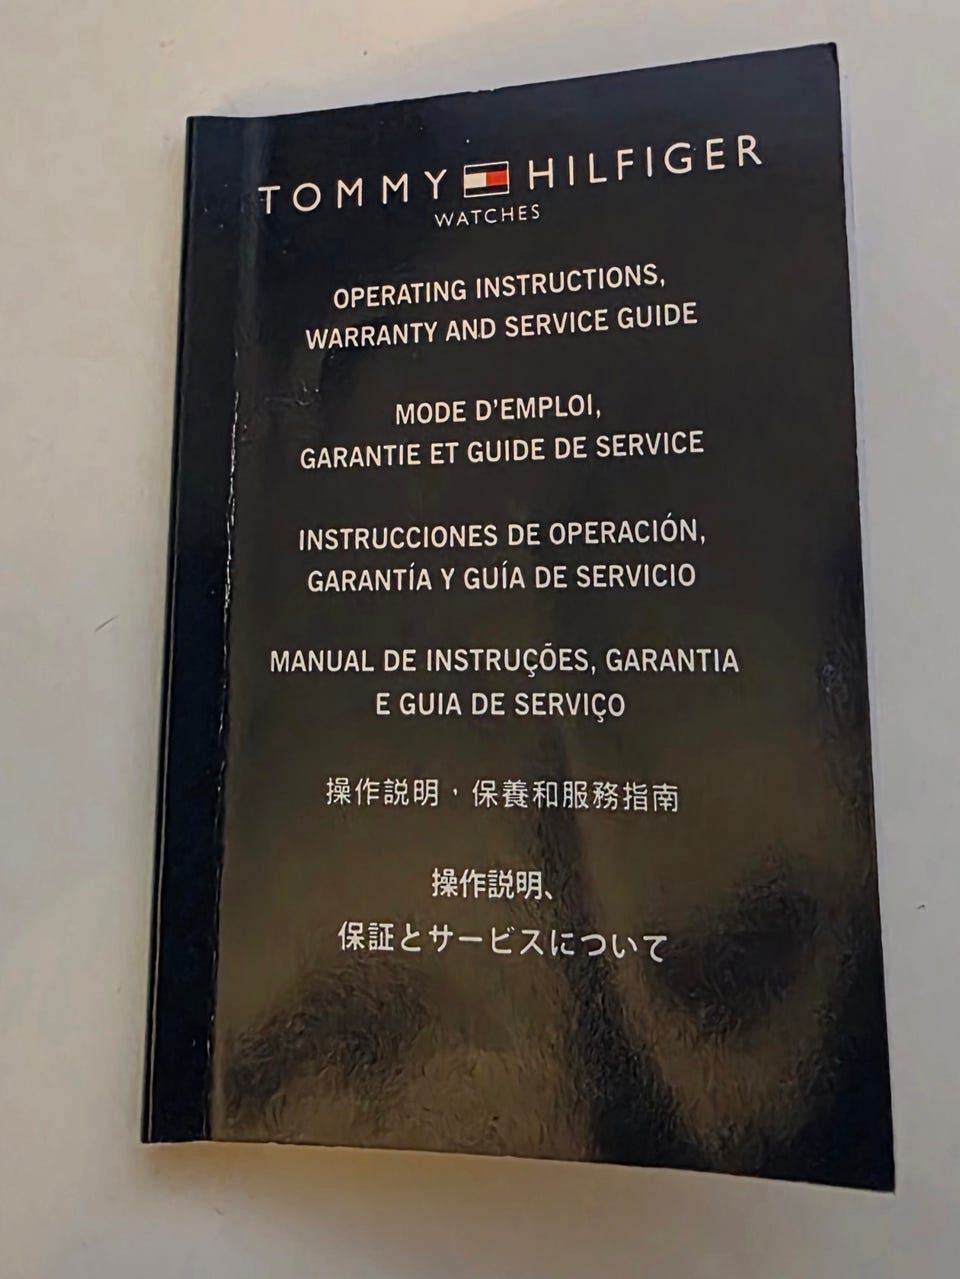 TOMMY HILFIGER
WATCHES
OPERATING INSTRUCTIONS,
WARRANTY AND SERVICE GUIDE
MODE D'EMPLOI,
GARANTIE ET GUIDE DE SERVICE
INSTRUCCIONES DE OPERACIÓN,
GARANTÍA Y GUÍA DE SERVICIO
MANUAL DE INSTRUÇÕES, GARANTIA
E GUIA DE SERVIÇO
操作説明，保養和服務指南
操作説明、
保証とサービスについて